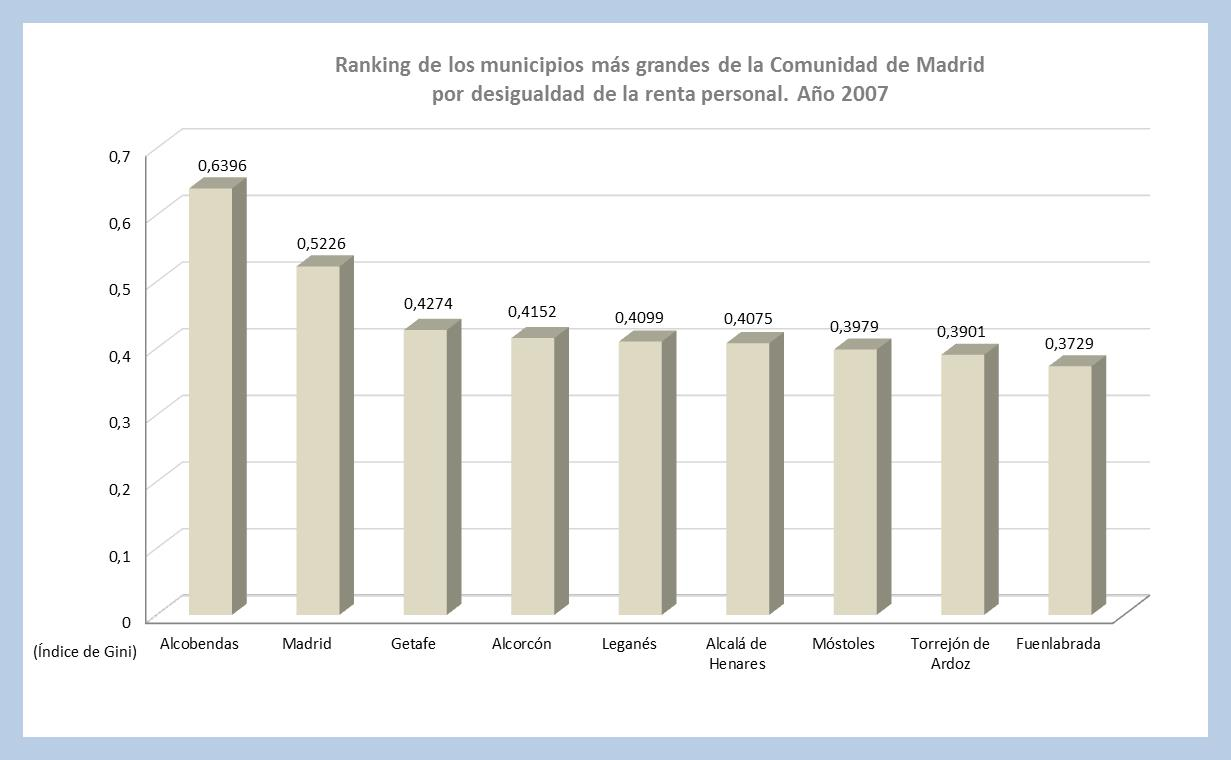 Ranking de los municipios más grandes de la Comunidad de Madrid
por desigualdad de la renta personal. Año 2007
0,7
0,6
0,5
0,4
0,3
0,2
0,1
0
0,6396
0,5226
0,4274
0,4152
0,4099
0,4075
0,3979
0,3901
0,3729
(Índice de Gini)
Alcobendas
Madrid
Getafe
Alcorcón
Leganés
Alcalá de
Henares
Móstoles
Torrejón de
Ardoz
Fuenlabrada